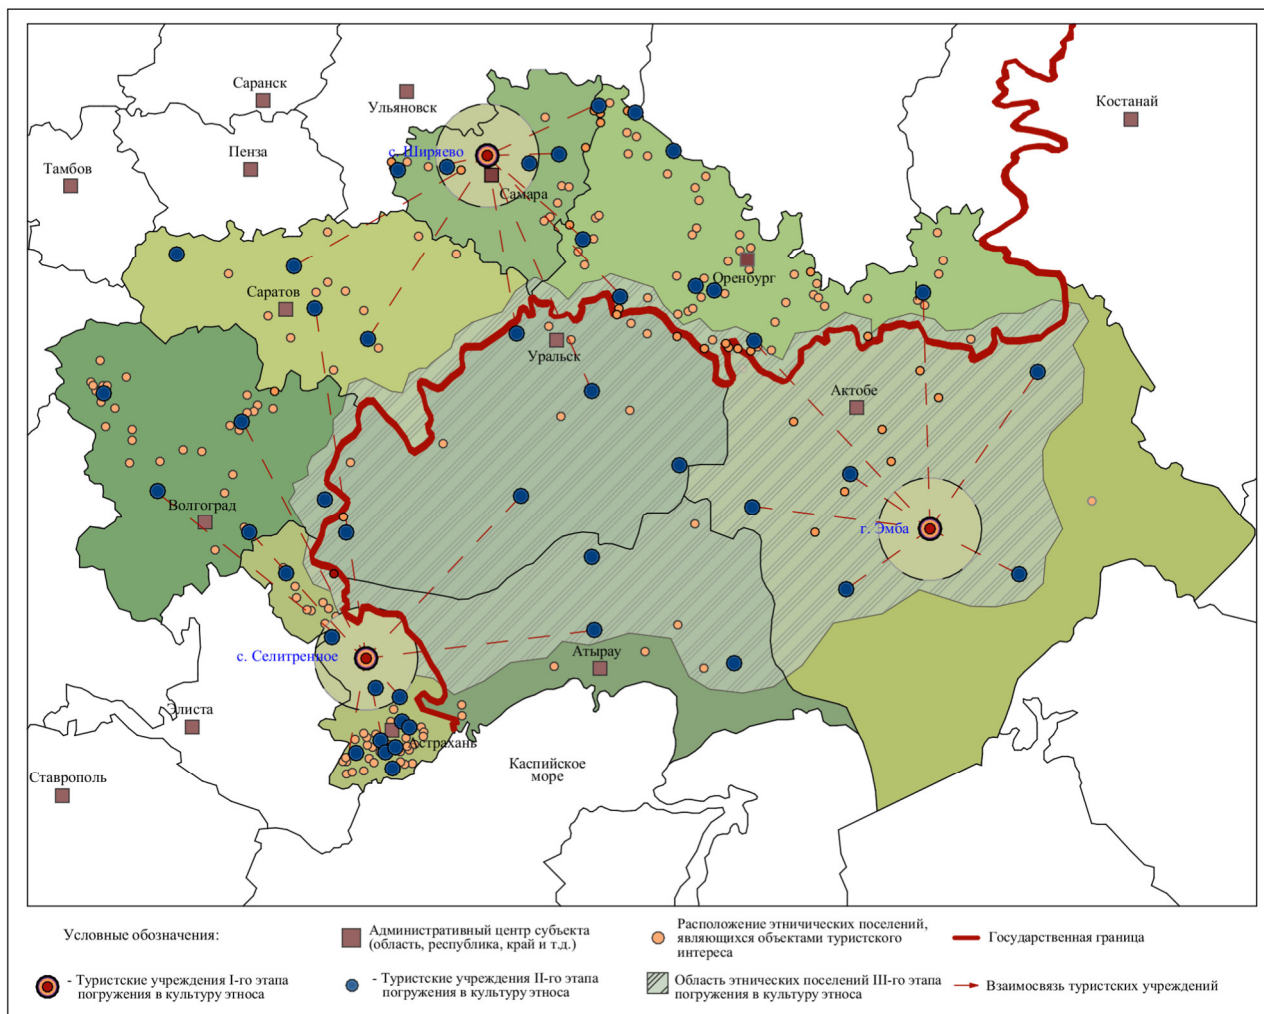 Саранск
Ульяновск
Костанай
Пенза
с. Ширяево
Тамбов
Самара
Оренбург
Саратов
Уральск
Актобе
Волгоград
г. Эмба
с. Селитренное
Атырау
Элиста
Астрахань
Каспийское
море
Ставрополь
Условные обозначения:
Административный центр субъекта
(область, республика, край и т.д.)
Расположение этничических поселений,
являющихся объектами туристского
интереса
Государственная граница
- Туристские учреждения I-го этапа
погружения в культуру этноса
- Туристские учреждения II-го этапа
погружения в культуру этноса
Область этнических поселений III-го этапа
погружения в культуру этноса
Взаимосвязь туристских учреждений